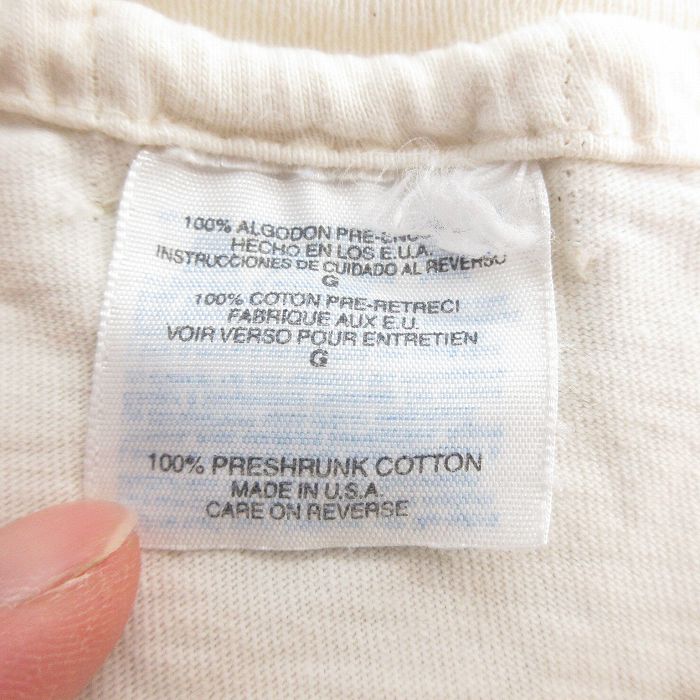 100% ALGODON
HECHO EN LOS E.U.A.
INSTRUCCIONES DE CUIDADO AL REVERSO
G
100% COTON PRE-RETRECI
FABRIQUE AUX E.U.
VOIR VERSO POUR ENTRETIEN
G
100% PRESHRUNK COTTON
MADE IN U.S.A.
CARE ON REVERSE